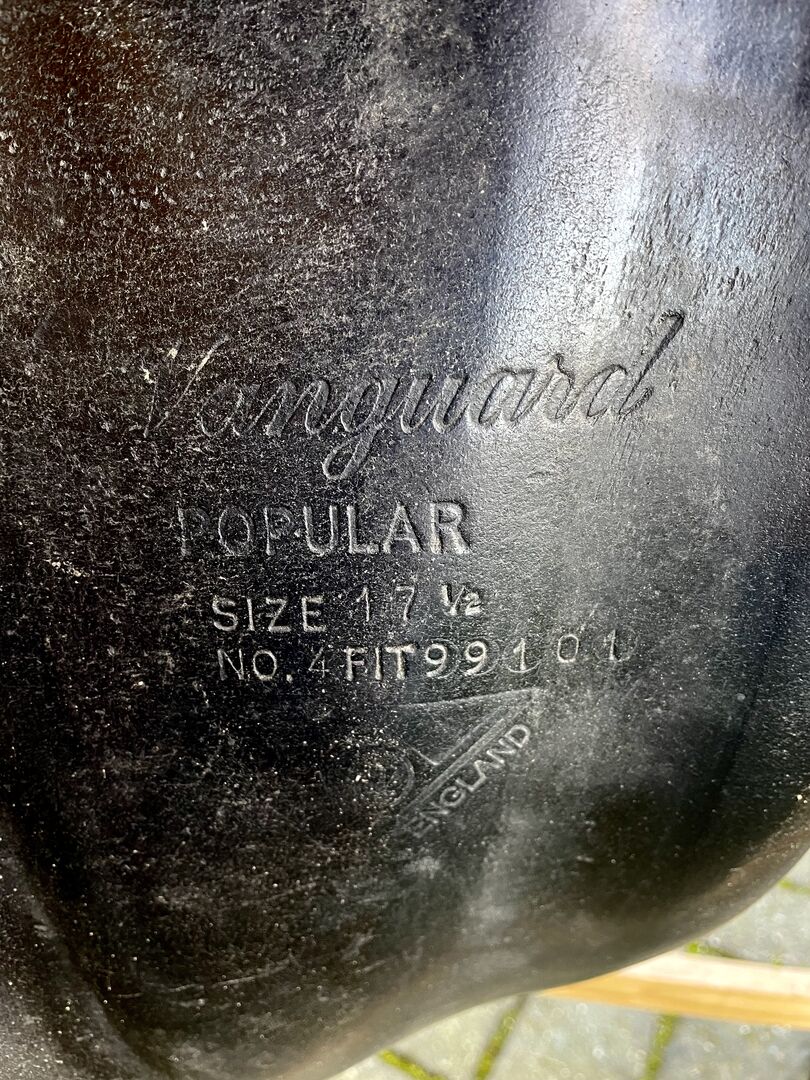 Vanguard
POPULAR
SIZE 17 ½
NO. 4FIT99101
ENGLAND